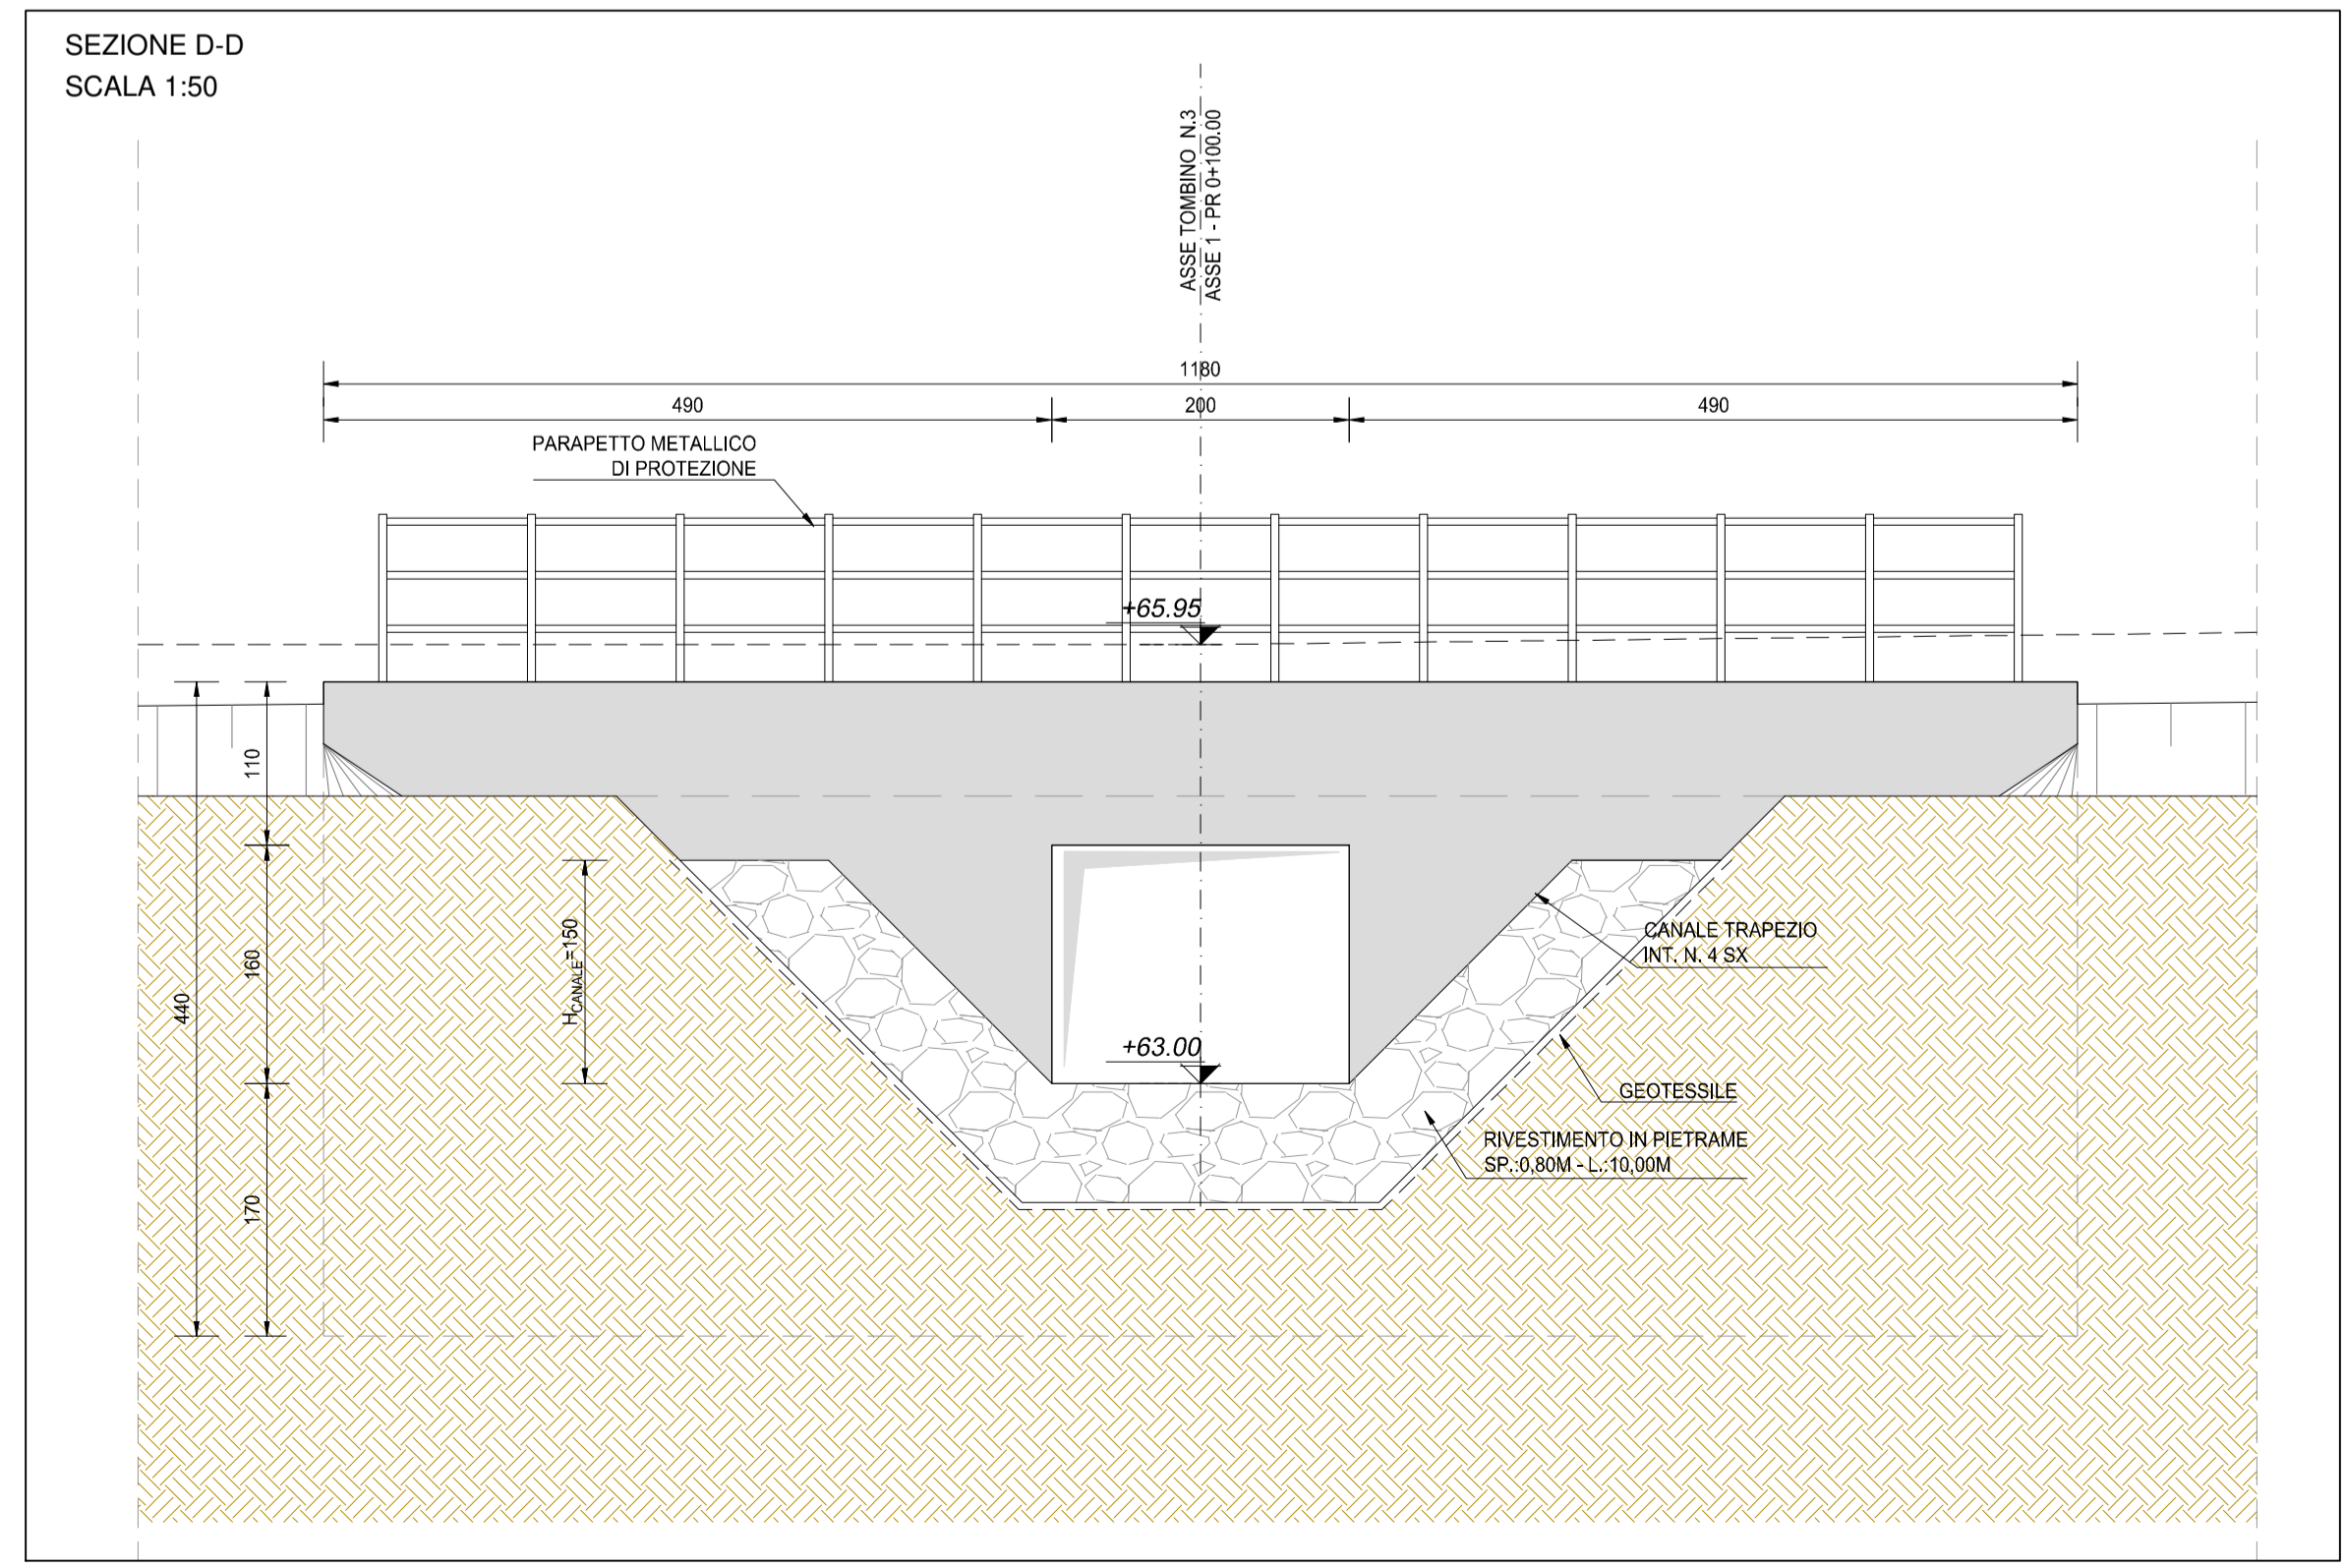 SEZIONE D-D
SCALA 1:50
ASSE TOMBINO N.3
ASSE 1 - PR 0+100.00
1180
490
200
490
PARAPETTO METALLICO
DI PROTEZIONE
+65.95
110
160
440
170
HCANALE=150
+63.00
CANALE TRAPEZIO
INT. N. 4 SX
GEOTESSILE
RIVESTIMENTO IN PIETRAME
SP.:0,80M - L.:10,00M